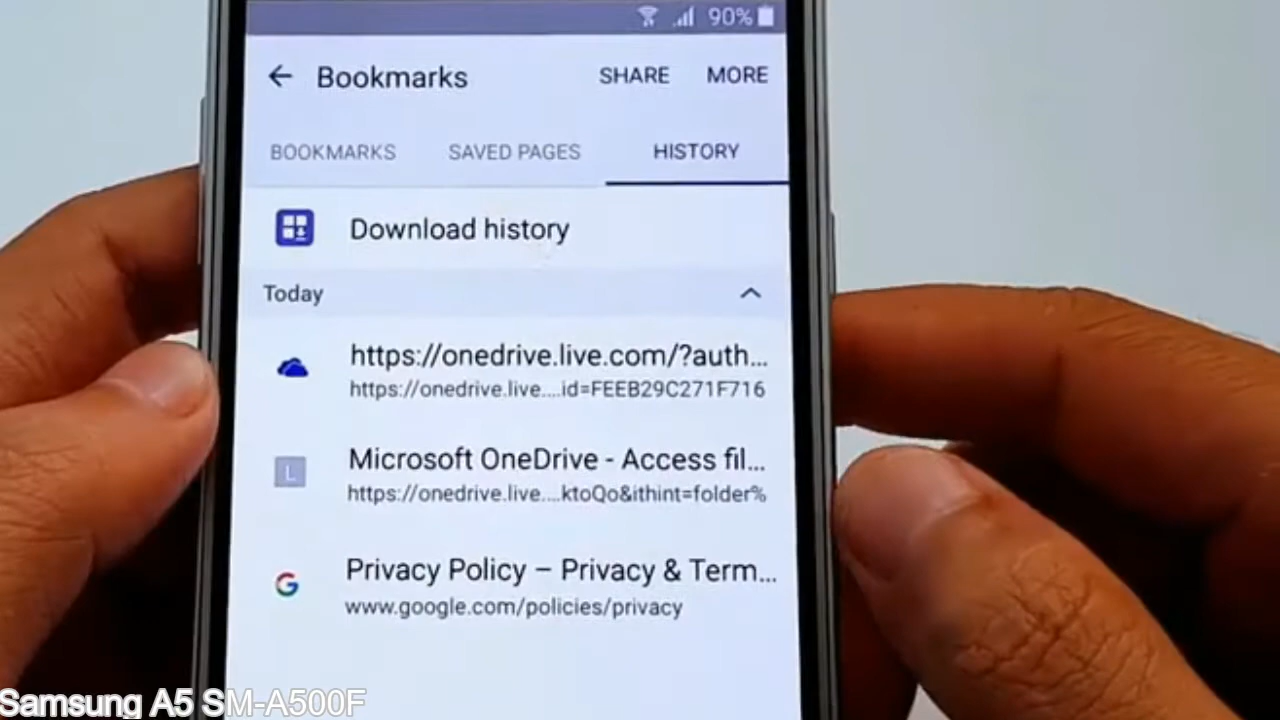 90%
Bookmarks SHARE MORE
BOOKMARKS SAVED PAGES HISTORY
Download history
Today
https://onedrive.live.com/?auth...
https://onedrive.live....id=FEEB29C271F716
L
Microsoft OneDrive - Access fil...
https://onedrive.live....ktoQo&ithint=folder%
G
Privacy Policy – Privacy & Term...
www.google.com/policies/privacy
Samsung A5 SM-A500F